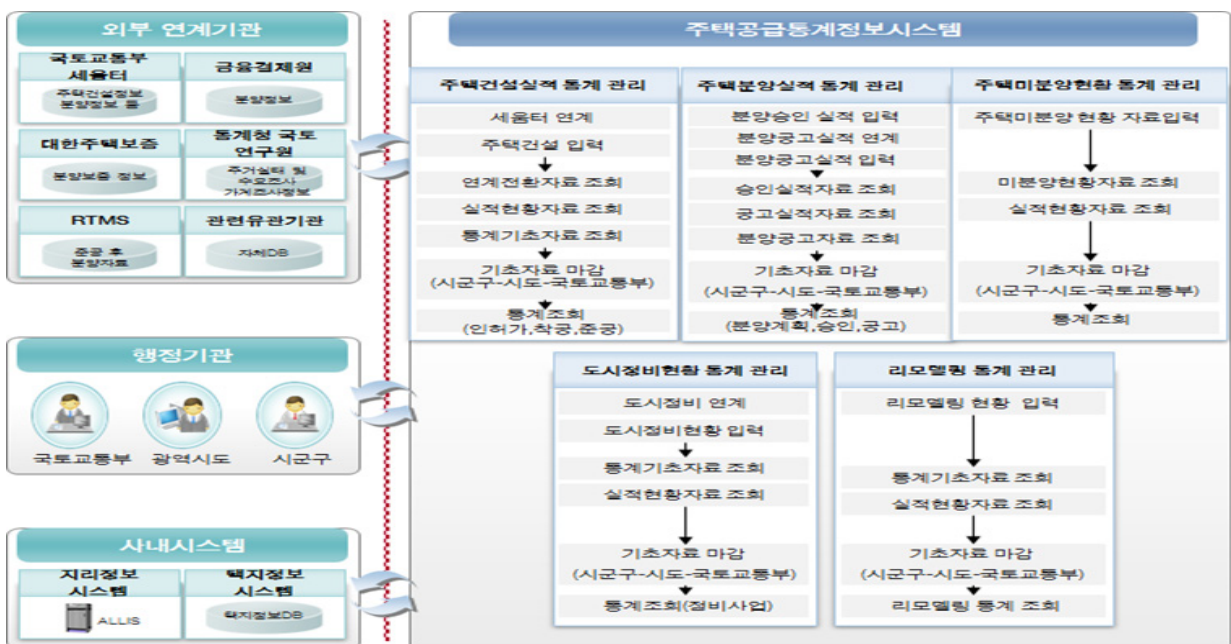 외부 연계기관
국토교통부
세움터
주택건설정보
분양정보 등
금융결제원
분양정보
대한주택보증
분양보증 정보
통계청 국토
연구원
주거실태 및
수요조사
가계조사정보
RTMS
준공 후
분양자료
관련유관기관
자체DB
행정기관
국토교통부
광역시도
시군구
사내시스템
지리정보
시스템
ALLIS
택지정보
시스템
택지정보DB
주택공급통계정보시스템
주택건설실적 통계 관리
세움터 연계
주택건설 입력
연계전환자료 조회
실적현황자료 조회
통계기초자료 조회
기초자료 마감
(시군구-시도-국토교통부)
통계조회
(인허가,착공,준공)
주택분양실적 통계 관리
분양승인 실적 입력
분양공고실적 연계
분양공고실적 입력
승인실적자료 조회
공고실적자료 조회
분양공고자료 조회
기초자료 마감
(시군구-시도-국토교통부)
통계조회
(분양계획,승인,공고)
주택미분양현황 통계 관리
주택미분양 현황 자료입력
미분양현황자료 조회
실적현황자료 조회
기초자료 마감
(시군구-시도-국토교통부)
통계조회
도시정비현황 통계 관리
도시정비 연계
도시정비현황 입력
통계기초자료 조회
실적현황자료 조회
기초자료 마감
(시군구-시도-국토교통부)
통계조회(정비사업)
리모델링 통계 관리
리모델링 현황 입력
통계기초자료 조회
실적현황자료 조회
기초자료 마감
(시군구-시도-국토교통부)
리모델링 통계 조회